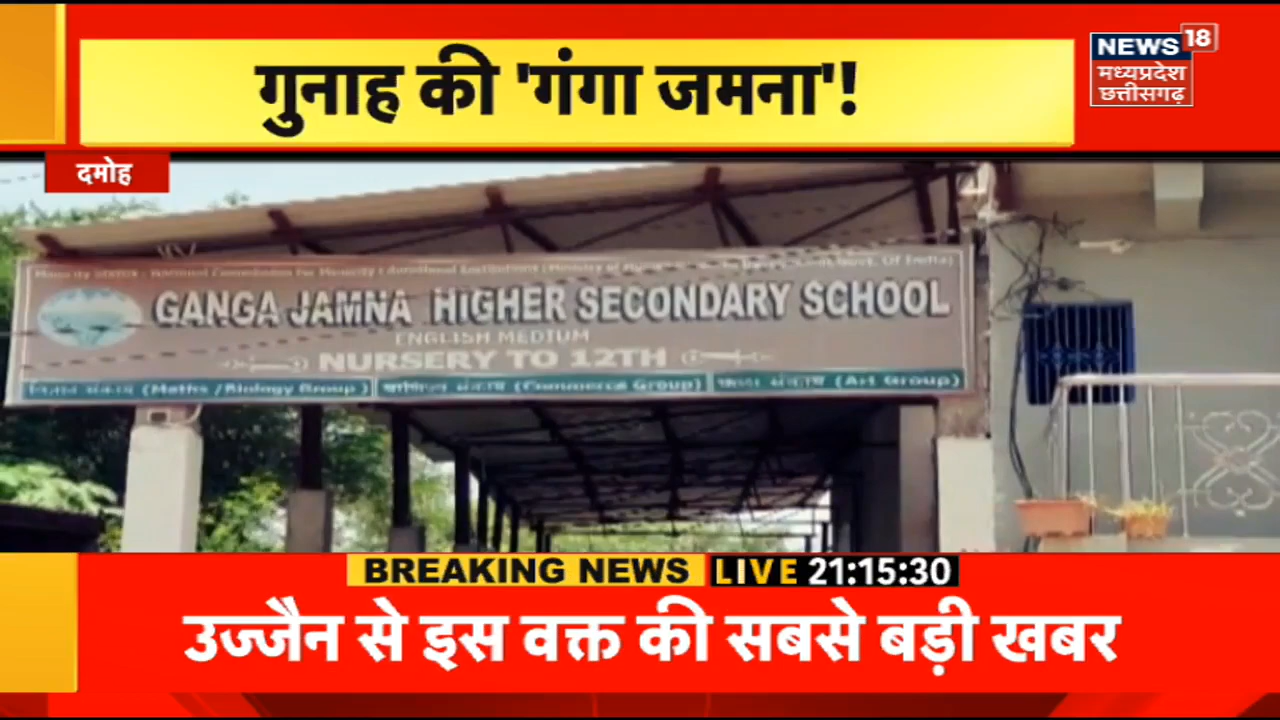 गुनाह की 'गंगा जमना'!
NEWS 18
मध्यप्रदेश
छत्तीसगढ़
दमोह
GANGA JAMNA HIGHER SECONDARY SCHOOL
ENGLISH MEDIUM
NURSERY TO 12TH
(Maths /Biology Group) (Commerce Group) (Art Group)
BREAKING NEWS LIVE 21:15:30
उज्जैन से इस वक्त की सबसे बड़ी खबर